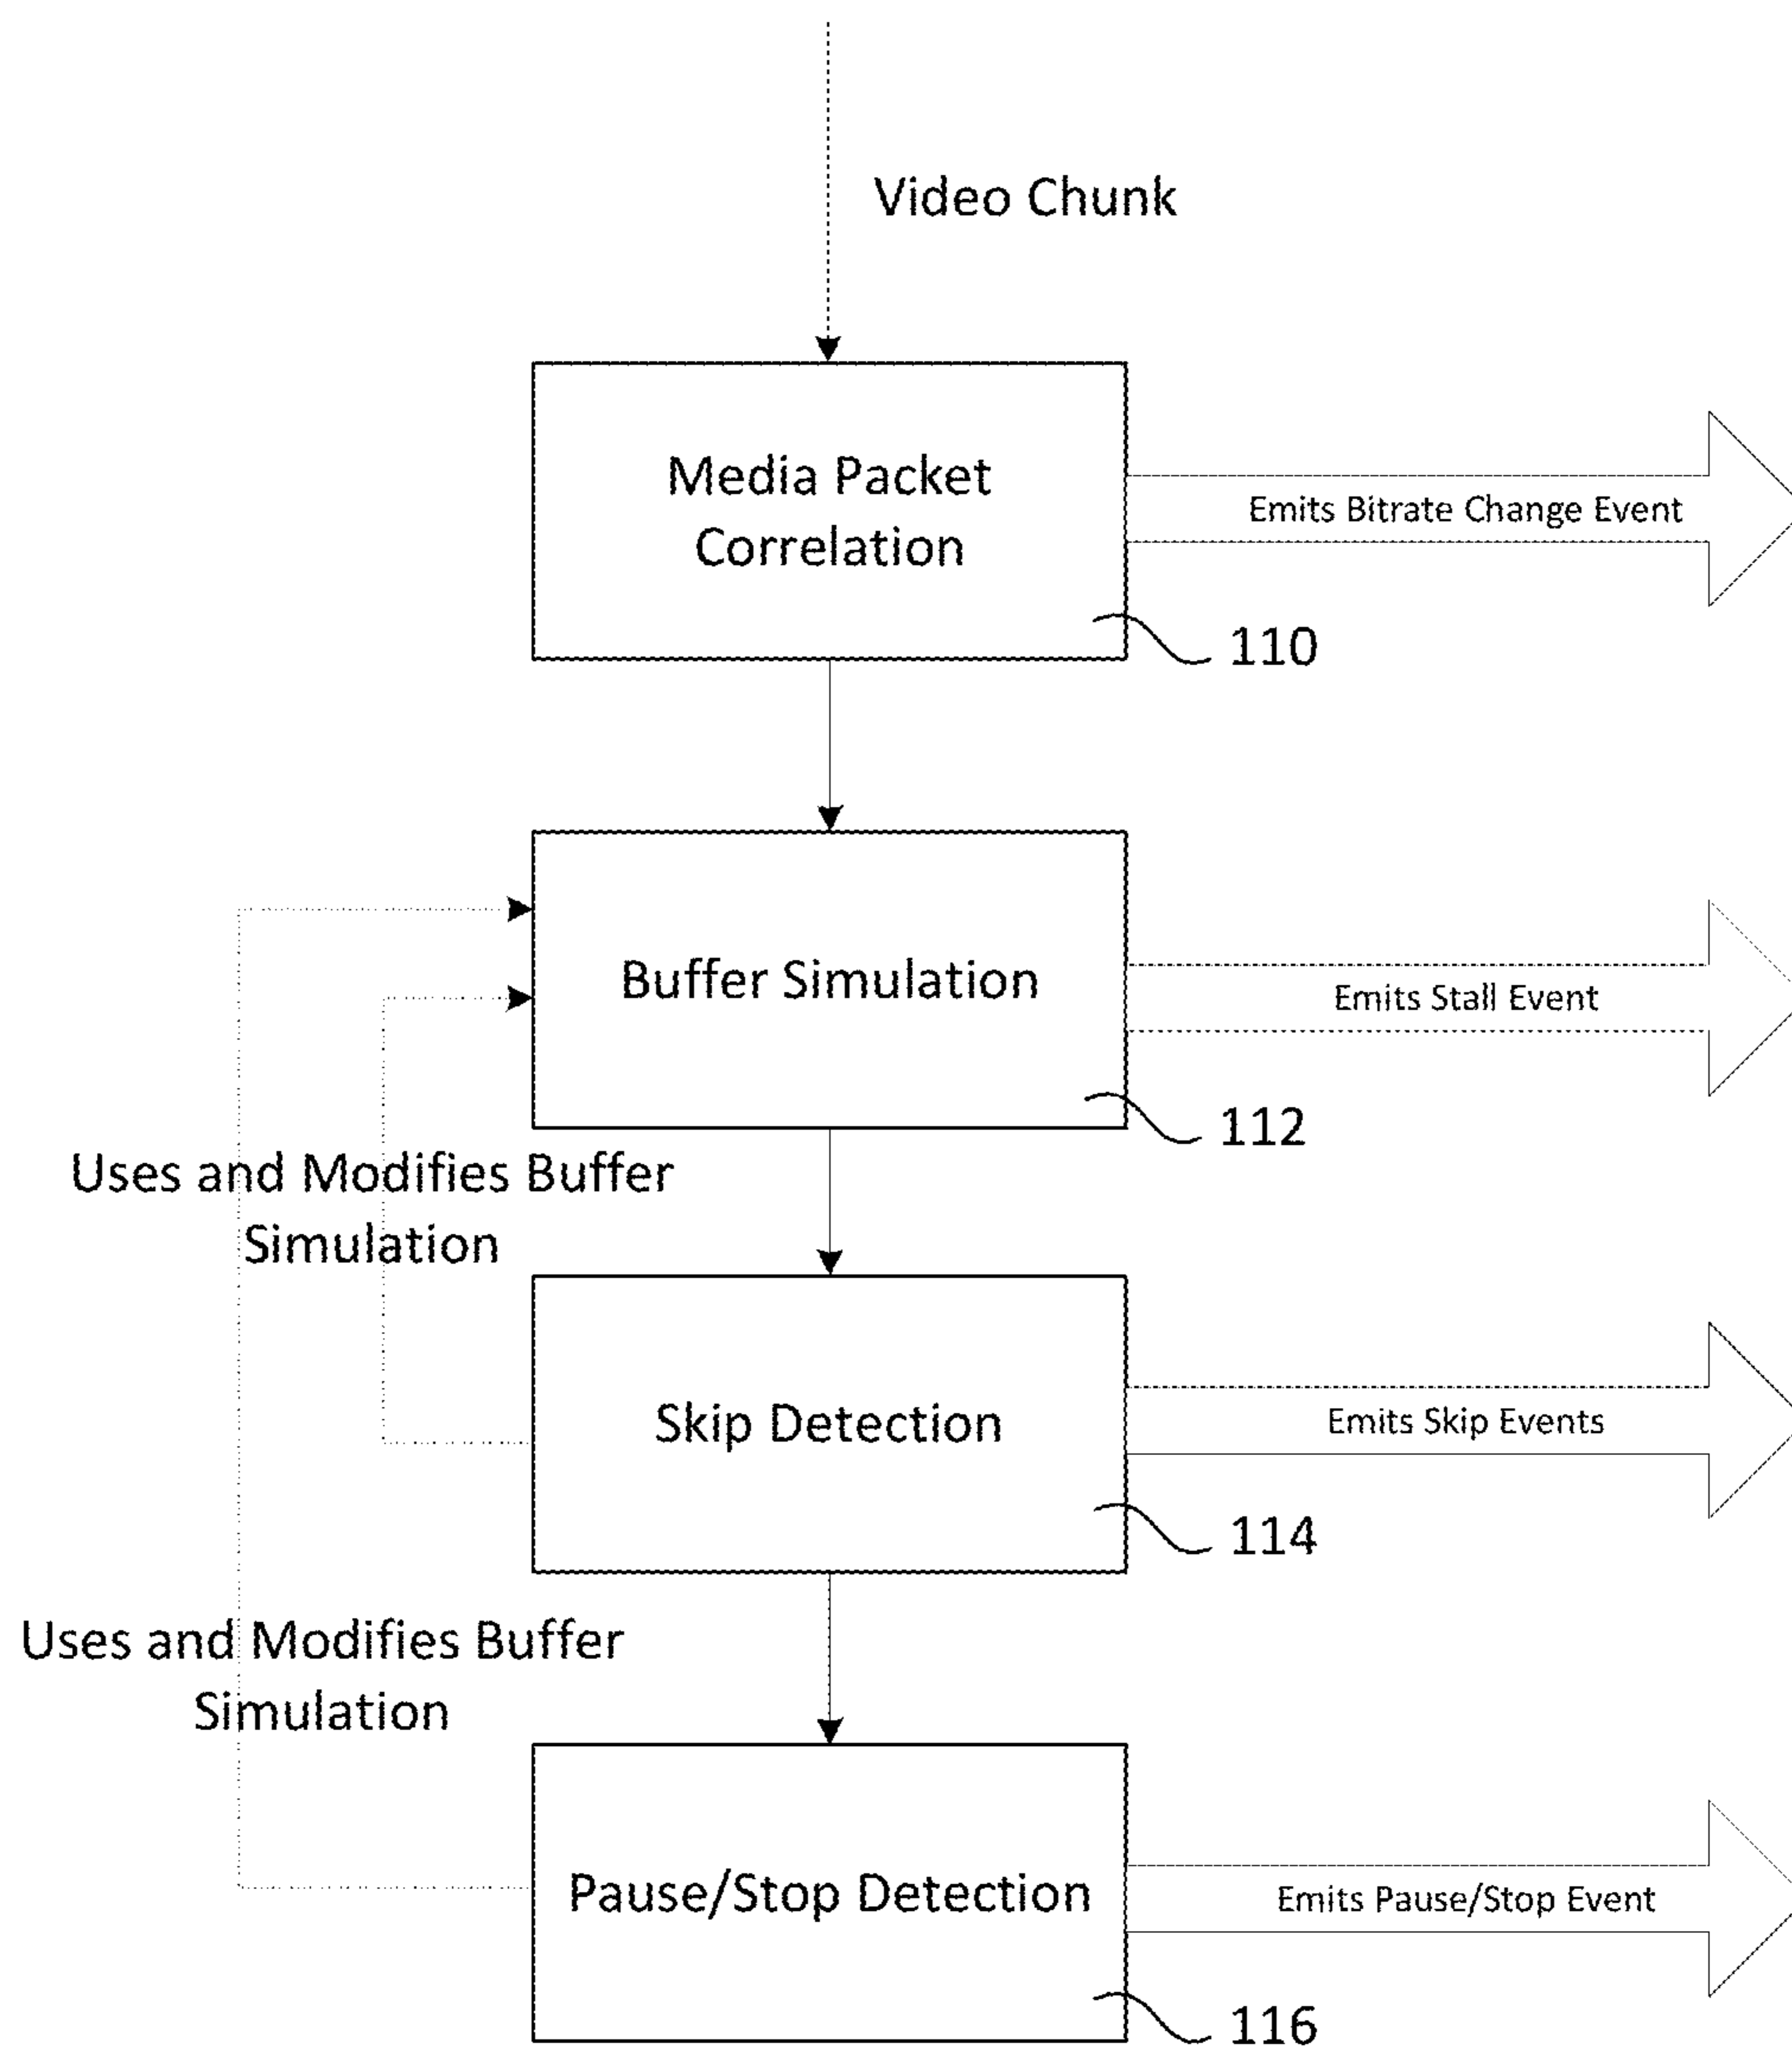 Video Chunk
Media Packet
Correlation
Emits Bitrate Change Event
110
Buffer Simulation
Emits Stall Event
112
Uses and Modifies Buffer
Simulation
Skip Detection
Emits Skip Events
114
Uses and Modifies Buffer
Simulation
Pause/Stop Detection
Emits Pause/Stop Event
116